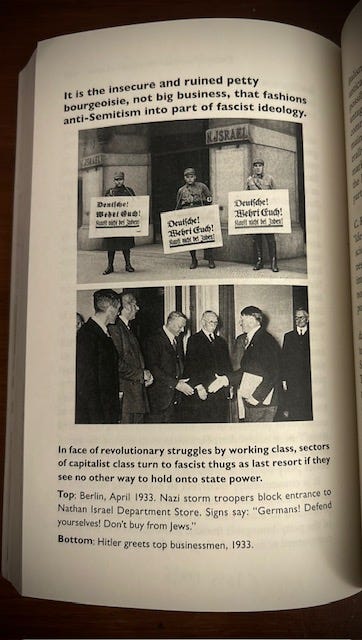 It is the insecure and ruined petty
bourgeoisie, not big business, that fashions
anti-Semitism into part of fascist ideology.
N.JSRAEL
JSRAEL
Deutsche!
Wehrt Euch!
Kauft nicht bei Juden!
Deutsche!
Wehrt Euch!
Kauft nicht bei Juden!
Deutsche!
Wehrt Euch!
Kauft nicht bei Juden!
In face of revolutionary struggles by working class, sectors
of capitalist class turn to fascist thugs as last resort if they
see no other way to hold onto state power.
Top: Berlin, April 1933. Nazi storm troopers block entrance to
Nathan Israel Department Store. Signs say: “Germans! Defend
yourselves! Don't buy from Jews.”
Bottom: Hitler greets top businessmen, 1933.